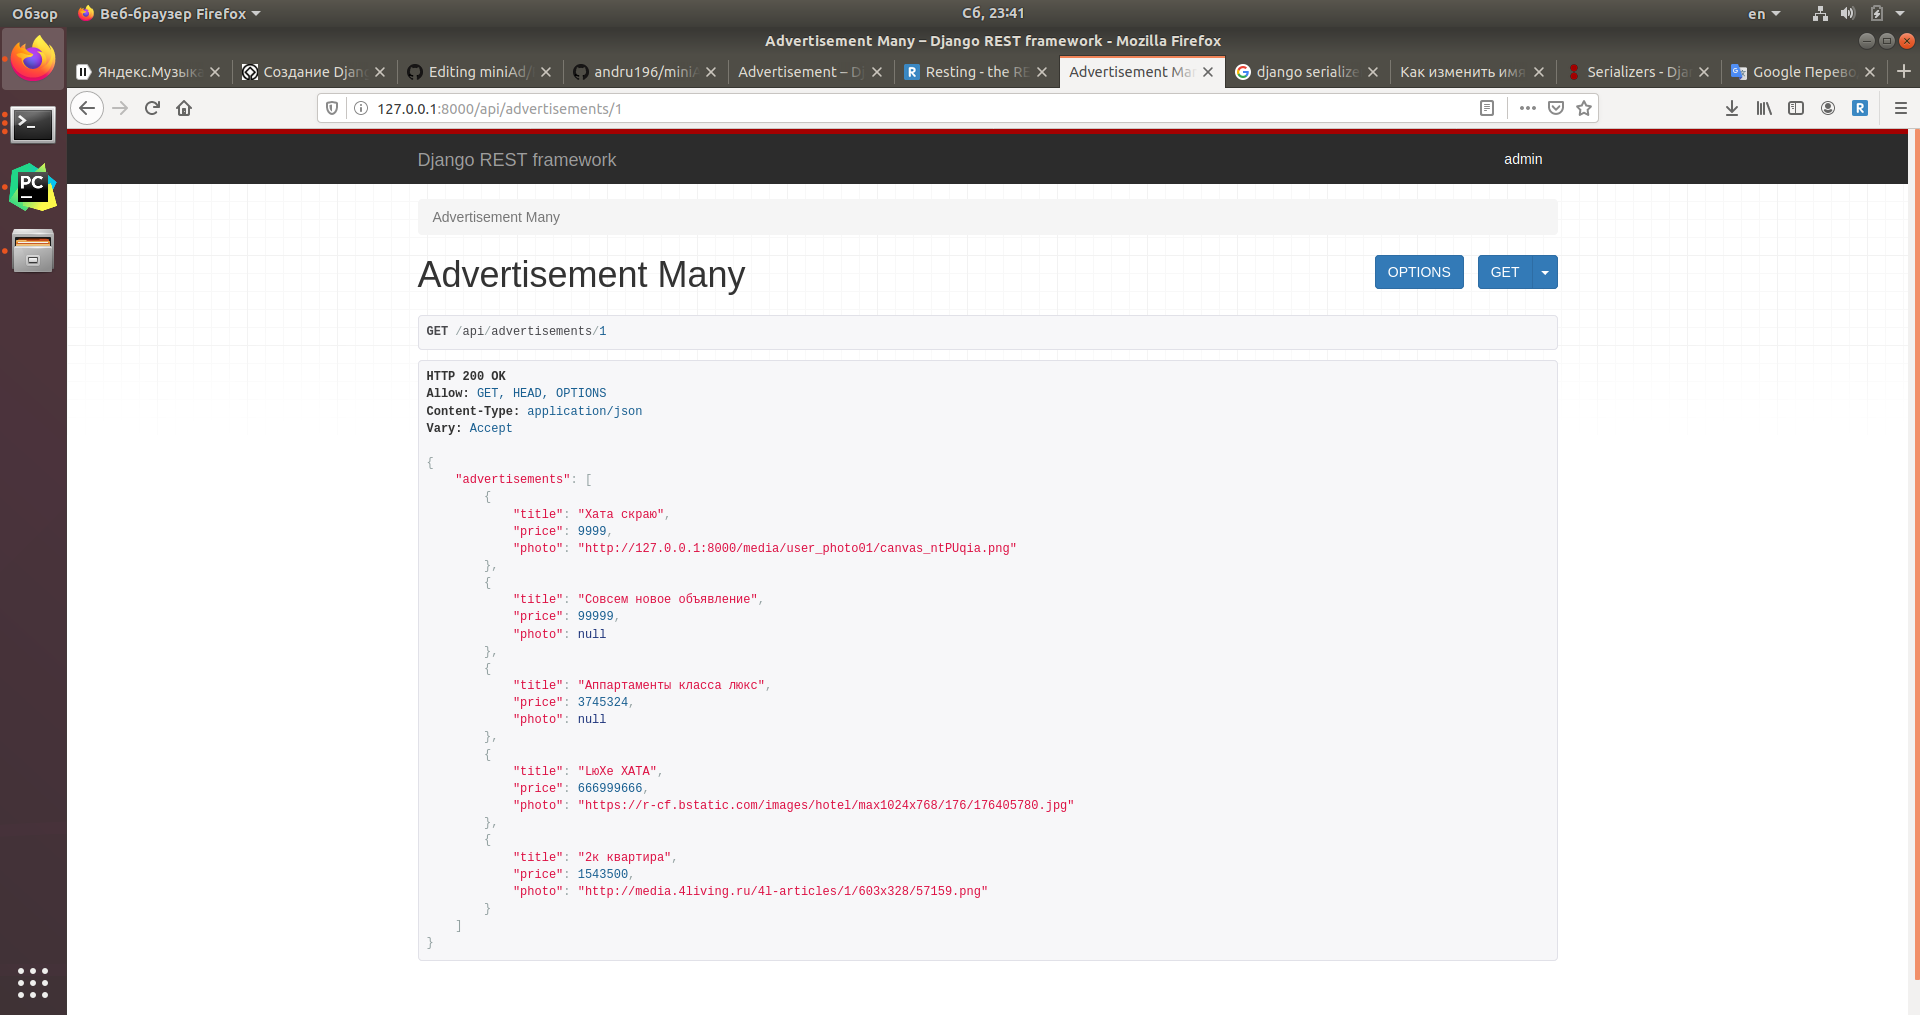 Обзор Веб-браузер Firefox Сб, 23:41 en
Advertisement Many – Django REST framework - Mozilla Firefox
Яндекс.Музыка Создание Djan Editing miniAd/ andru196/mini Advertisement – D Resting - the RE Advertisement Ma django serialize Как изменить имя Serializers - Dja Google Перево
127.0.0.1:8000/api/advertisements/1
Django REST framework admin
Advertisement Many
Advertisement Many OPTIONS GET
GET /api/advertisements/1
HTTP 200 OK
Allow: GET, HEAD, OPTIONS
Content-Type: application/json
Vary: Accept
{
"advertisements": [
{
"title": "Хата скраю",
"price": 9999,
"photo": "http://127.0.0.1:8000/media/user_photo01/canvas_ntPUqia.png"
},
{
"title": "Совсем новое объявление",
"price": 99999,
"photo": null
},
{
"title": "Аппартаменты класса люкс",
"price": 3745324,
"photo": null
},
{
"title": "LюXe XATA",
"price": 666999666,
"photo": "https://r-cf.bstatic.com/images/hotel/max1024x768/176/176405780.jpg"
},
{
"title": "2к квартира",
"price": 1543500,
"photo": "http://media.4living.ru/4l-articles/1/603x328/57159.png"
}
]
}